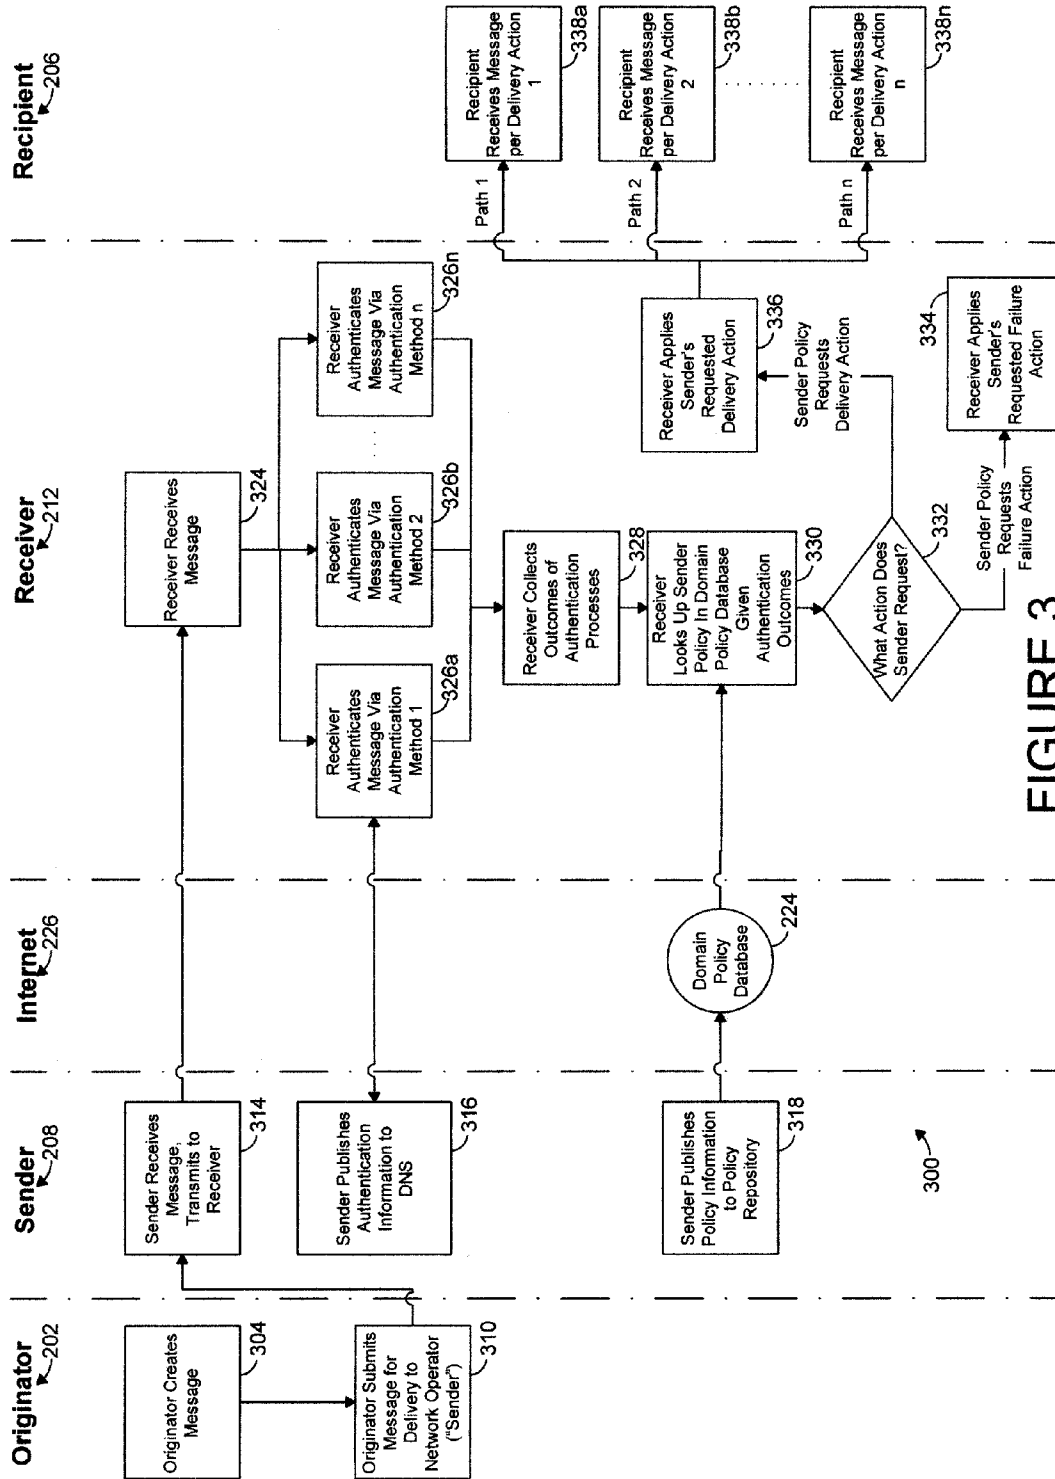 Originator
202
Originator Creates
Message
304
Originator Submits
Message for
Delivery to
Network Operator
("Sender")
310
Sender
208
Sender Receives
Message,
Transmits to
Receiver
314
Sender Publishes
Authentication
Information to
DNS
316
Sender Publishes
Policy Information
to Policy
Repository
318
300
Internet
226
Domain
Policy
Database
224
Receiver
212
Receiver Receives
Message
324
Receiver
Authenticates
Message Via
Authentication
Method 1
326a
Receiver
Authenticates
Message Via
Authentication
Method 2
326b
Receiver
Authenticates
Message Via
Authentication
Method n
326n
Receiver Collects
Outcomes of
Authentication
Processes
328
Receiver
Looks Up Sender
Policy In Domain
Policy Database
Given
Authentication
Outcomes
330
What Action Does
Sender Request?
332
Sender Policy
Requests
Failure Action
Receiver Applies
Sender's
Requested Failure
Action
334
Sender Policy
Requests
Delivery Action
Receiver Applies
Sender's
Requested
Delivery Action
336
Recipient
206
Path 1
Recipient
Receives Message
per Delivery Action
1
338a
Path 2
Recipient
Receives Message
per Delivery Action
2
338b
Path n
Recipient
Receives Message
per Delivery Action
n
338n
FIGURE 3